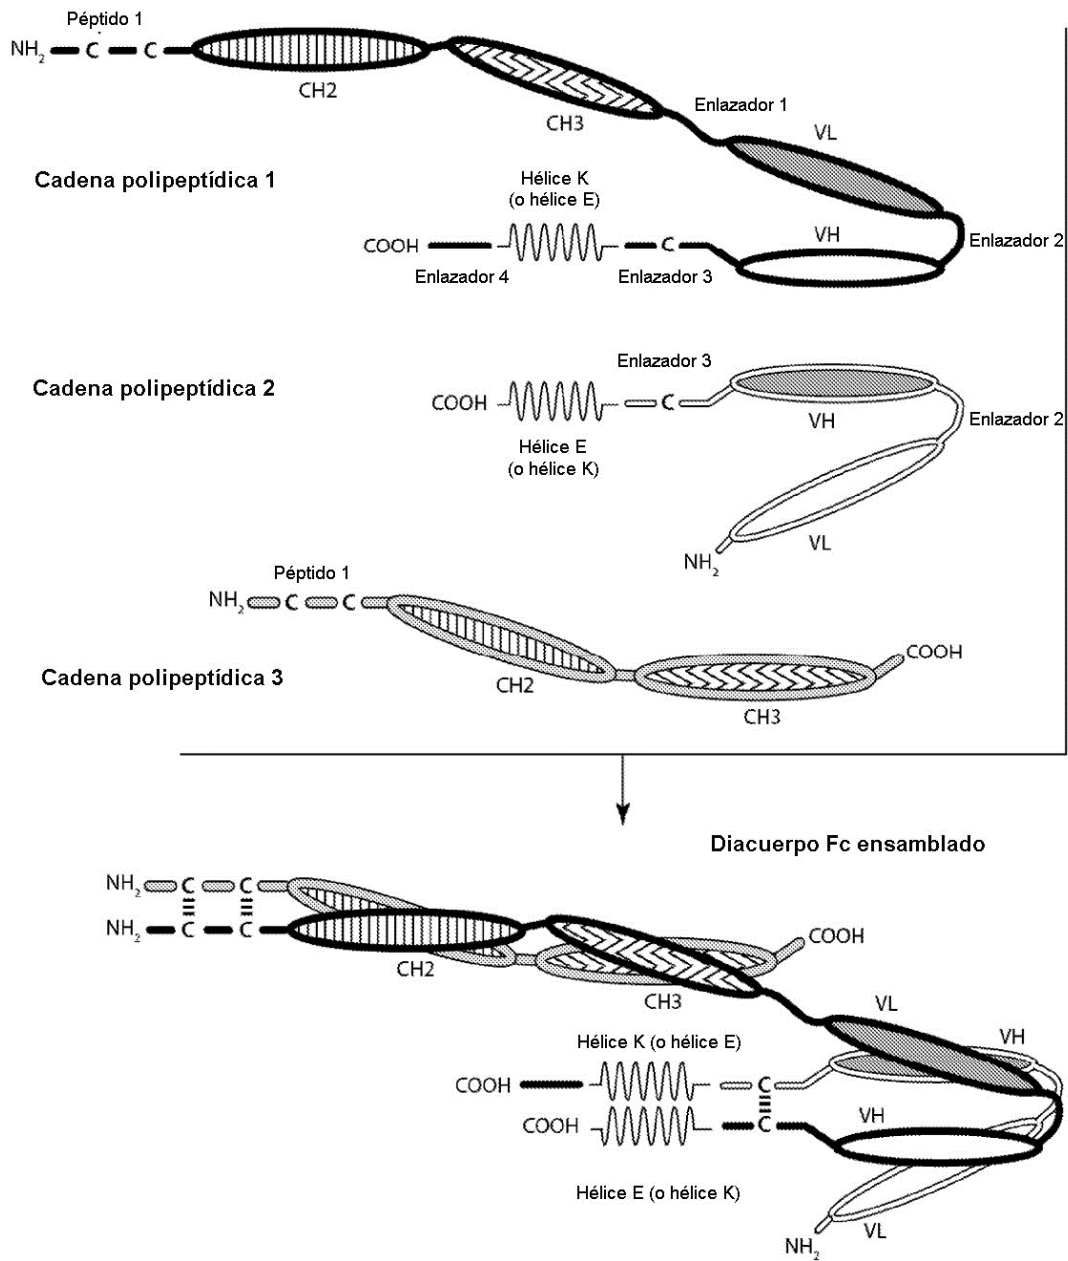 Péptido 1
NH2 C C
CH2
CH3
Enlazador 1
VL
Cadena polipeptídica 1
Hélice K
(o hélice E)
COOH C VH Enlazador 2
Enlazador 4 Enlazador 3
Enlazador 3
Cadena polipeptídica 2
COOH C
VH Enlazador 2
Hélice E
(o hélice K)
VL
NH2
Péptido 1
NH2 C C
COOH
Cadena polipeptídica 3
CH2
CH3
Diacuerpo Fc ensamblado
NH2 C C
NH2 C C
COOH
CH2
CH3
VL
VH
Hélice K (o hélice E)
COOH C
VH
COOH C
Hélice E (o hélice K)
VL
NH2